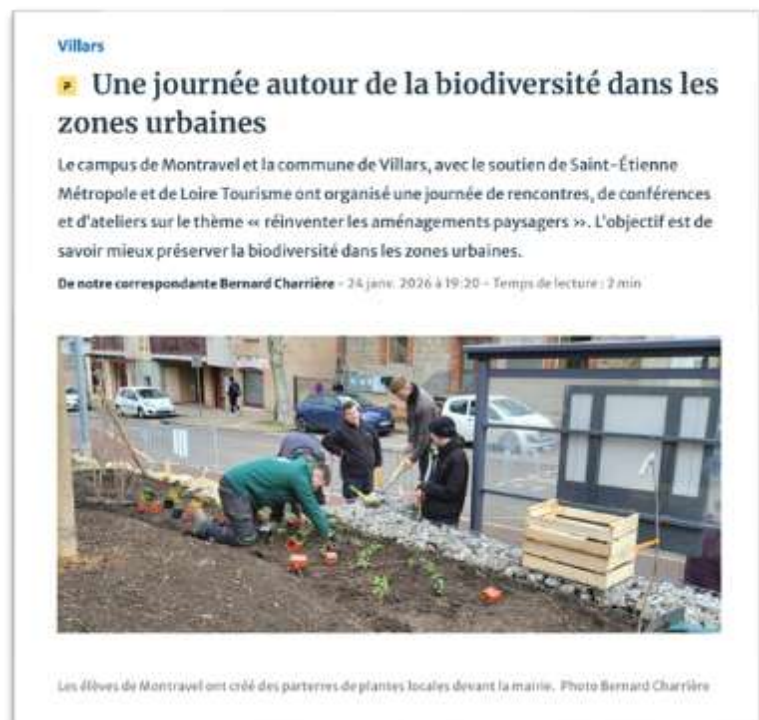 Villars
P Une journée autour de la biodiversité dans les
zones urbaines
Le campus de Montravel et la commune de Villars, avec le soutien de Saint-Étienne
Métropole et de Loire Tourisme ont organisé une journée de rencontres, de conférences
et d'ateliers sur le thème « réinventer les aménagements paysagers ». L'objectif est de
savoir mieux préserver la biodiversité dans les zones urbaines.
De notre correspondante Bernard Charrière - 24 janv. 2026 à 19:20 - Temps de lecture : 2 min
Les élèves de Montravel ont créé des parterres de plantes locales devant la mairie. Photo Bernard Charrière